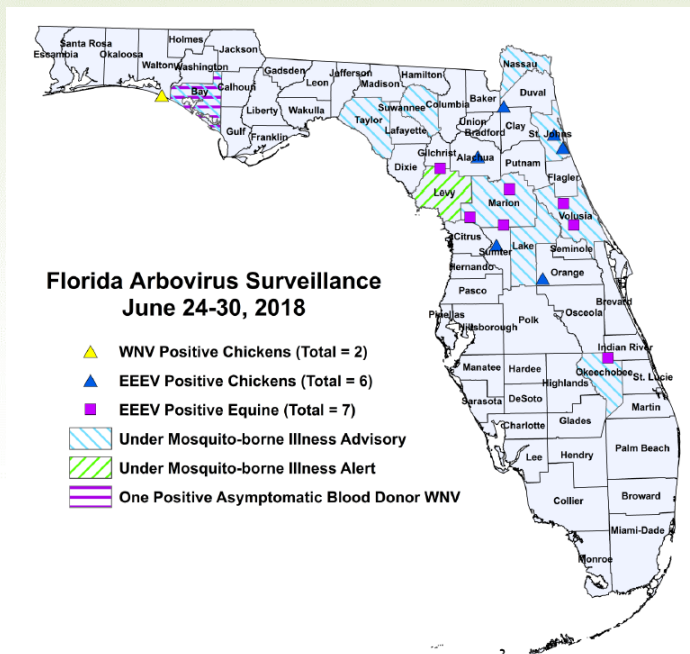 Holmes
Santa Rosa
Jackson
Escambia
Okaloosa
Walton
Washington
Gadsden
Jefferson
Hamilton
Nassau
Bay
Calhoun
Leon
Madison
Baker
Duval
Liberty
Wakulla
Taylor
Suwannee
Columbia
Union
Clay
St. Johns
Gulf
Franklin
Lafayette
Bradford
Gilchrist
Alachua
Putnam
Dixie
Flagler
Levy
Marion
Volusia
Citrus
Lake
Seminole
Sumter
Hernando
Orange
Pasco
Brevard
Osceola
Pinellas
Hillsborough
Polk
Indian River
Manatee
Hardee
Okeechobee
Highlands
St. Lucie
Sarasota
DeSoto
Martin
Charlotte
Glades
Lee
Hendry
Palm Beach
Collier
Broward
Miami-Dade
Monroe
Florida Arbovirus Surveillance
June 24-30, 2018
WNV Positive Chickens (Total = 2)
EEEV Positive Chickens (Total = 6)
EEEV Positive Equine (Total = 7)
Under Mosquito-borne Illness Advisory
Under Mosquito-borne Illness Alert
One Positive Asymptomatic Blood Donor WNV